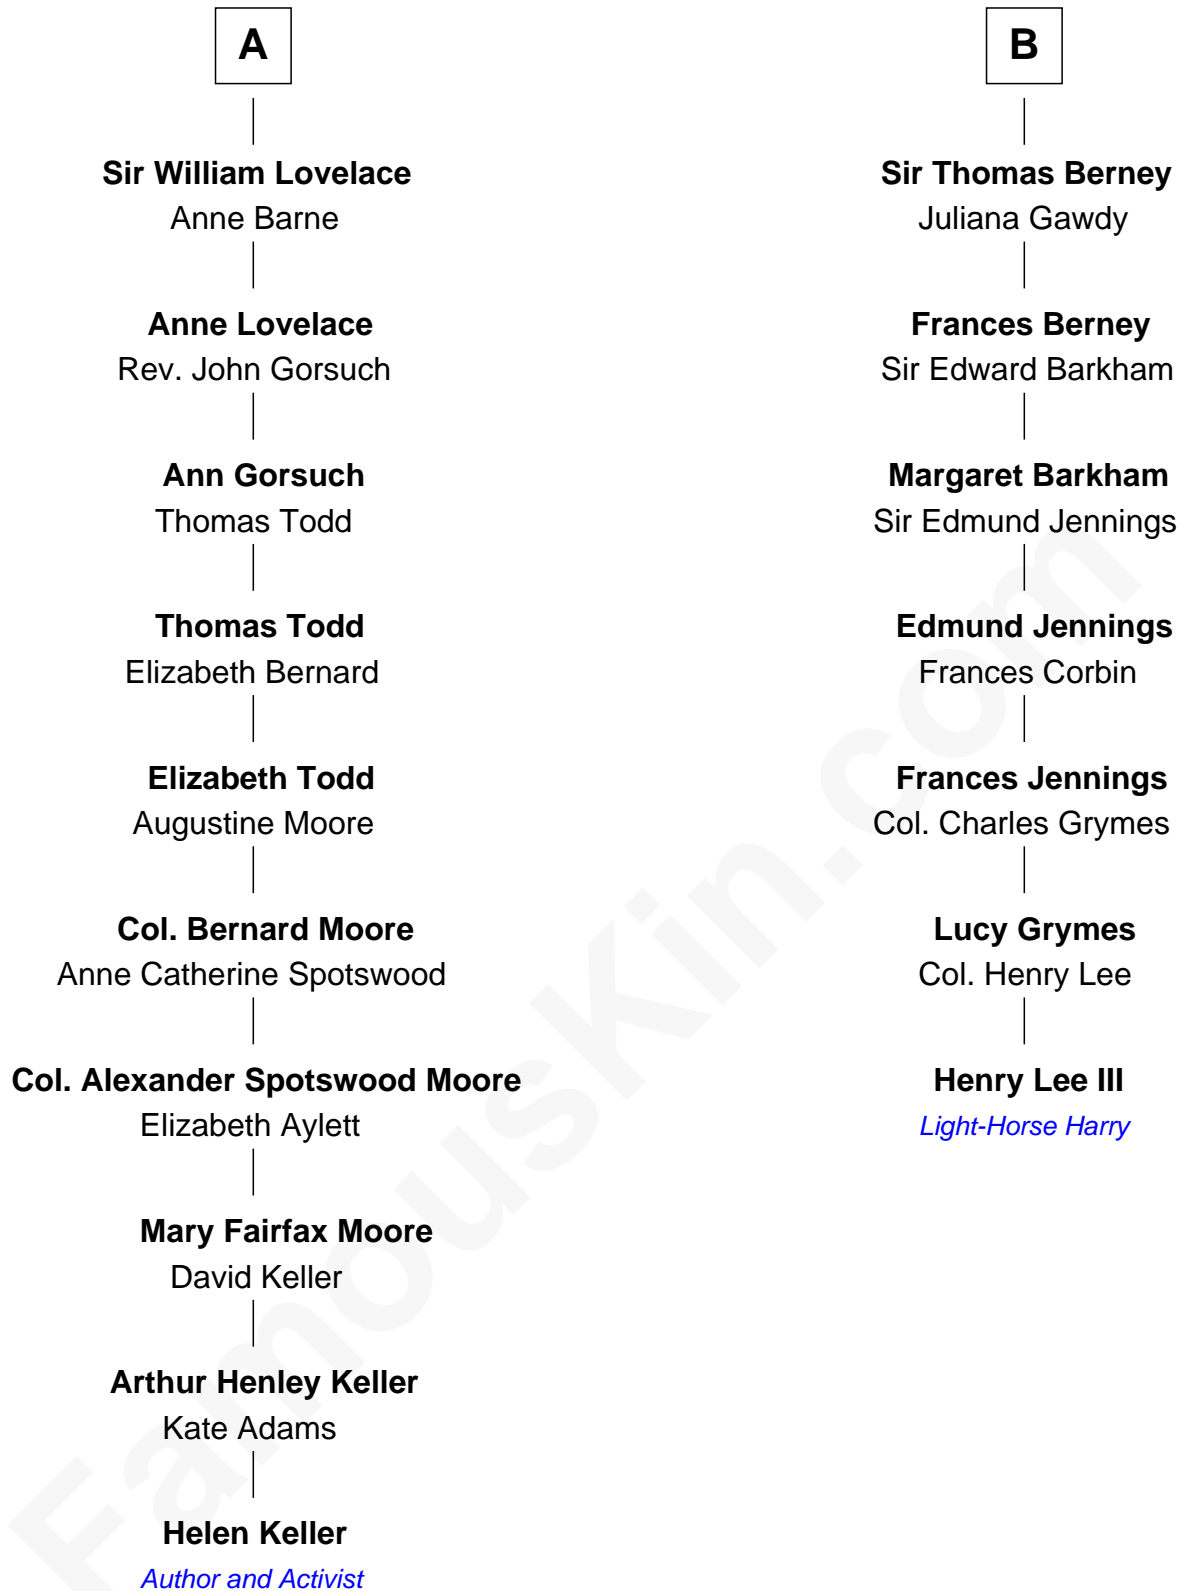 A
Sir William Lovelace
Anne Barne
Anne Lovelace
Rev. John Gorsuch
Ann Gorsuch
Thomas Todd
Thomas Todd
Elizabeth Bernard
Elizabeth Todd
Augustine Moore
Col. Bernard Moore
Anne Catherine Spotswood
Col. Alexander Spotswood Moore
Elizabeth Aylett
Mary Fairfax Moore
David Keller
Arthur Henley Keller
Kate Adams
Helen Keller
Author and Activist
B
Sir Thomas Berney
Juliana Gawdy
Frances Berney
Sir Edward Barkham
Margaret Barkham
Sir Edmund Jennings
Edmund Jennings
Frances Corbin
Frances Jennings
Col. Charles Grymes
Lucy Grymes
Col. Henry Lee
Henry Lee III
Light-Horse Harry
FamousKin.com